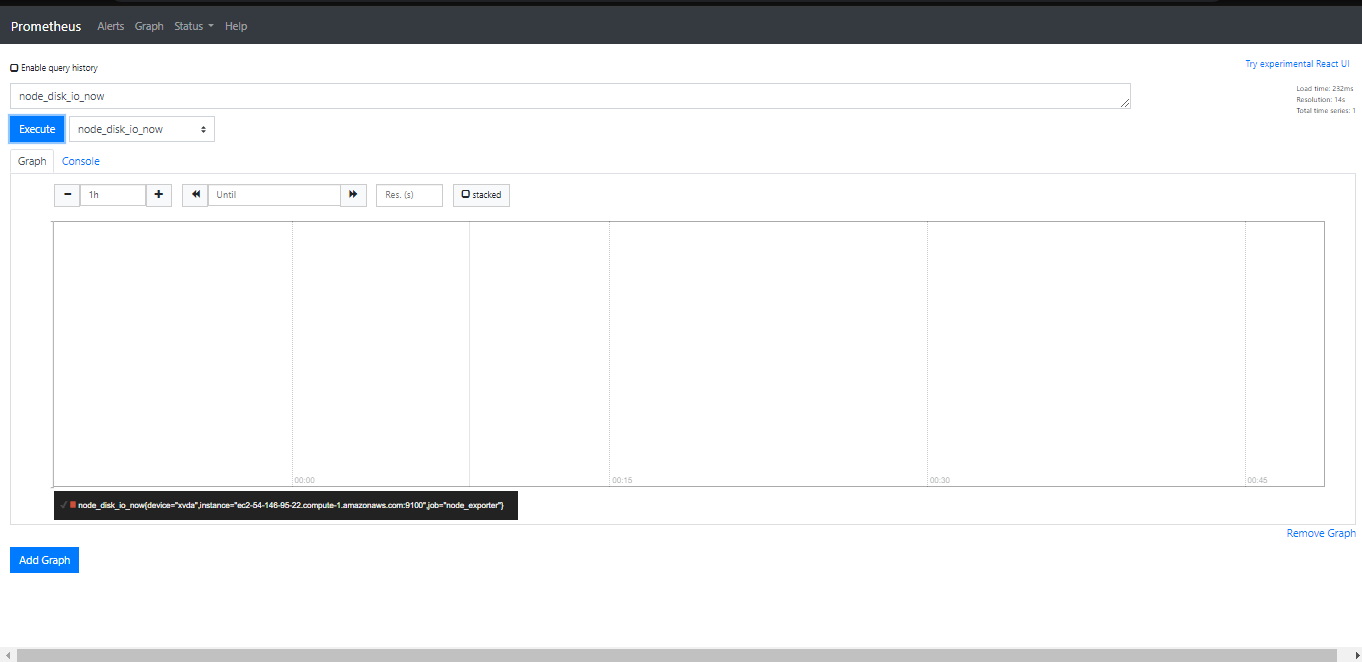 Prometheus Alerts Graph Status Help
Enable query history
Try experimental React UI
node_disk_io_now
Load time: 232ms
Resolution: 14s
Total time series: 1
Execute node_disk_io_now
Graph Console
1h Until Res. (s) stacked
00:00 00:15 00:30 00:45
node_disk_io_now{device="xvda",instance="ec2-54-146-95-22.compute-1.amazonaws.com:9100",job="node_exporter"}
Remove Graph
Add Graph